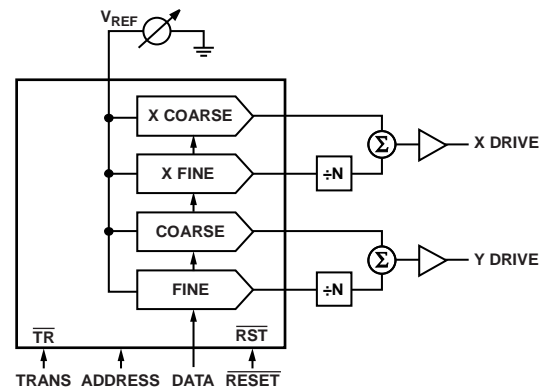 VREF
X COARSE
Σ
X DRIVE
X FINE
÷N
COARSE
Σ
Y DRIVE
FINE
÷N
TR
RST
TRANS ADDRESS DATA RESET